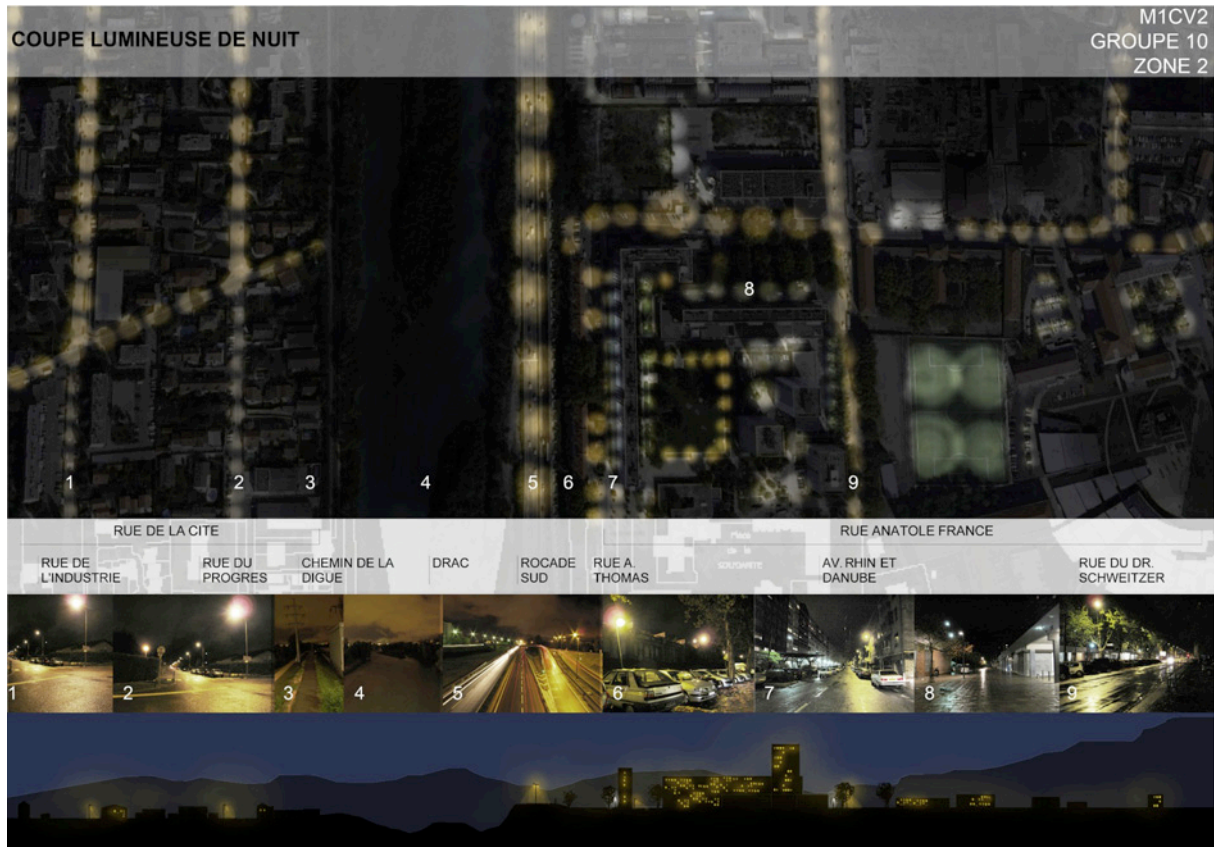 COUPE LUMINEUSE DE NUIT
M1CV2
GROUPE 10
ZONE 2
8
1
2
3
4
5
6
7
9
RUE DE LA CITE
RUE ANATOLE FRANCE
RUE DE
L'INDUSTRIE
RUE DU
PROGRES
CHEMIN DE LA
DIGUE
DRAC
ROCADE
SUD
RUE A.
THOMAS
AV. RHIN ET
DANUBE
RUE DU DR.
SCHWEITZER
1
2
3
4
5
6
7
8
9